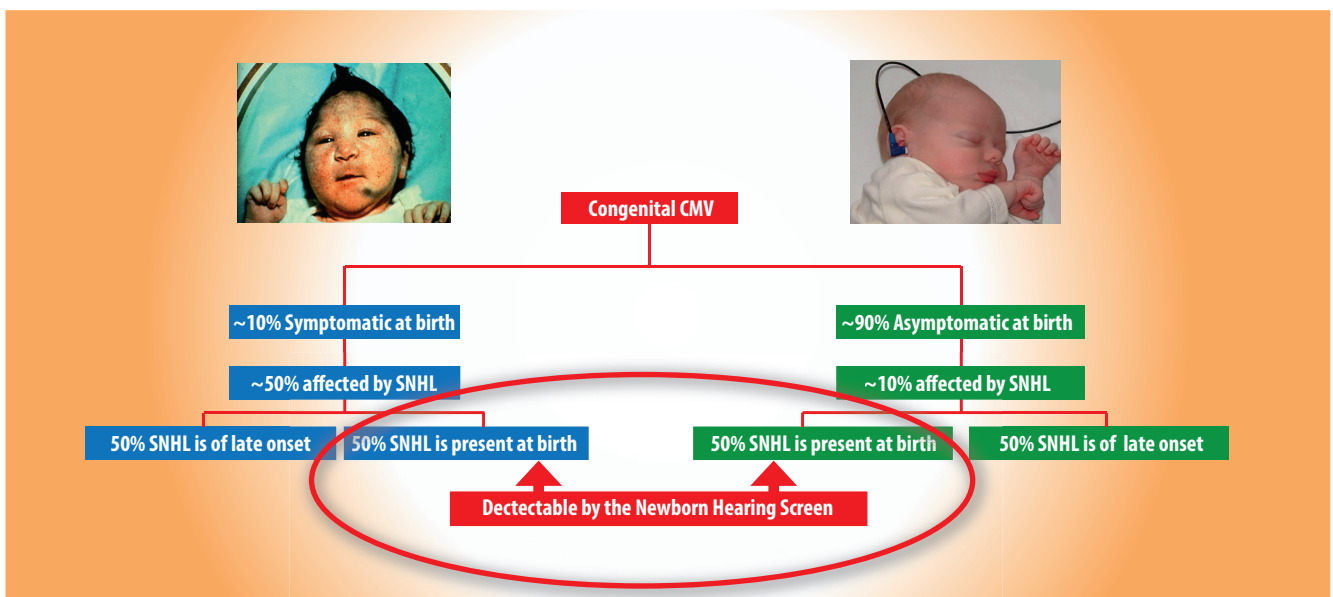 Congenital CMV
~10% Symptomatic at birth
~90% Asymptomatic at birth
~50% affected by SNHL
~10% affected by SNHL
50% SNHL is of late onset
50% SNHL is present at birth
50% SNHL is present at birth
50% SNHL is of late onset
Dectectable by the Newborn Hearing Screen